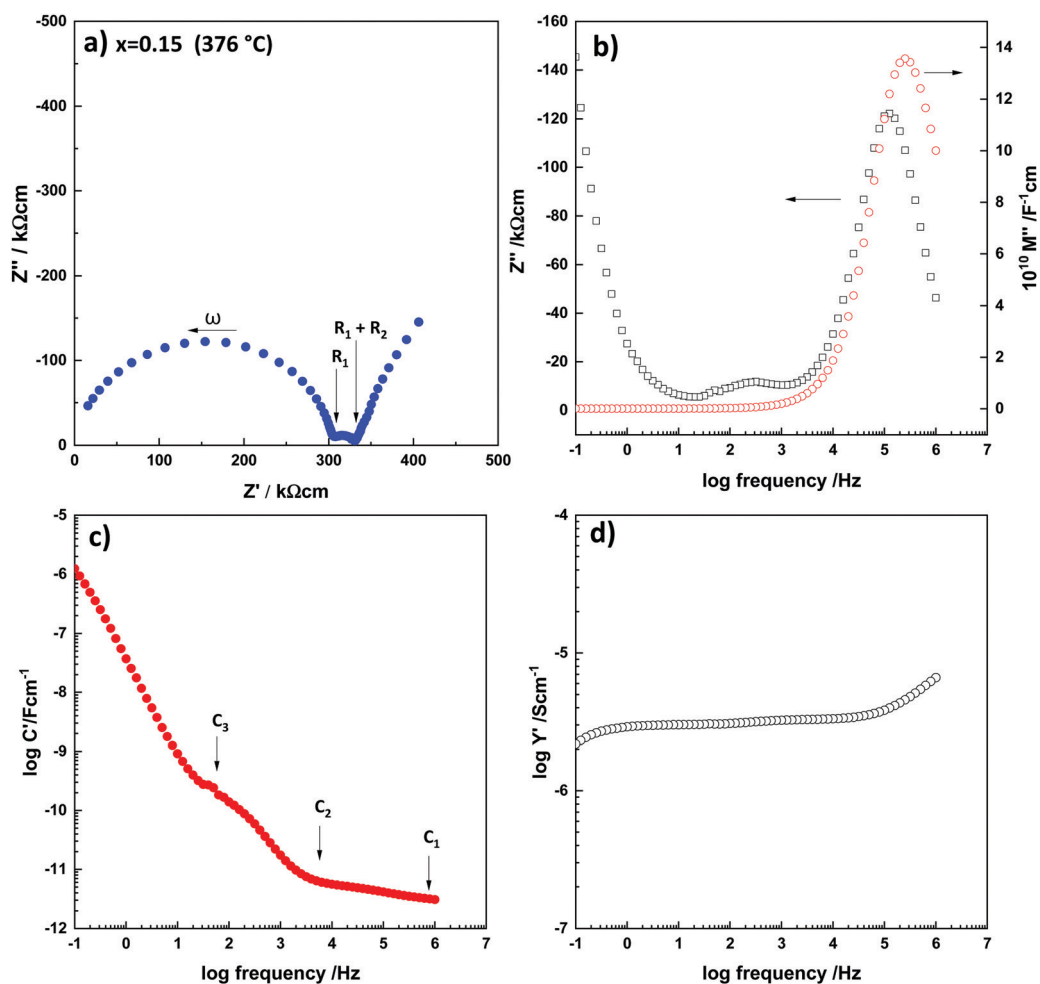 a) x=0.15 (376 °C)
-500
-400
-300
-200
-100
0
Z'' / kΩcm
ω
R1
R1 + R2
0 100 200 300 400 500
Z' / kΩcm
b)
-160
-140
-120
-100
-80
-60
-40
-20
0
Z'' /kΩcm
14
12
10
8
6
4
2
0
10^10 M'' /F^-1cm
-1 0 1 2 3 4 5 6 7
log frequency /Hz
c)
-5
-6
-7
-8
-9
-10
-11
-12
log C'/Fcm^-1
C3
C2
C1
-1 0 1 2 3 4 5 6 7
log frequency /Hz
d)
-4
-5
-6
-7
log Y' /Scm^-1
-1 0 1 2 3 4 5 6 7
log frequency /Hz